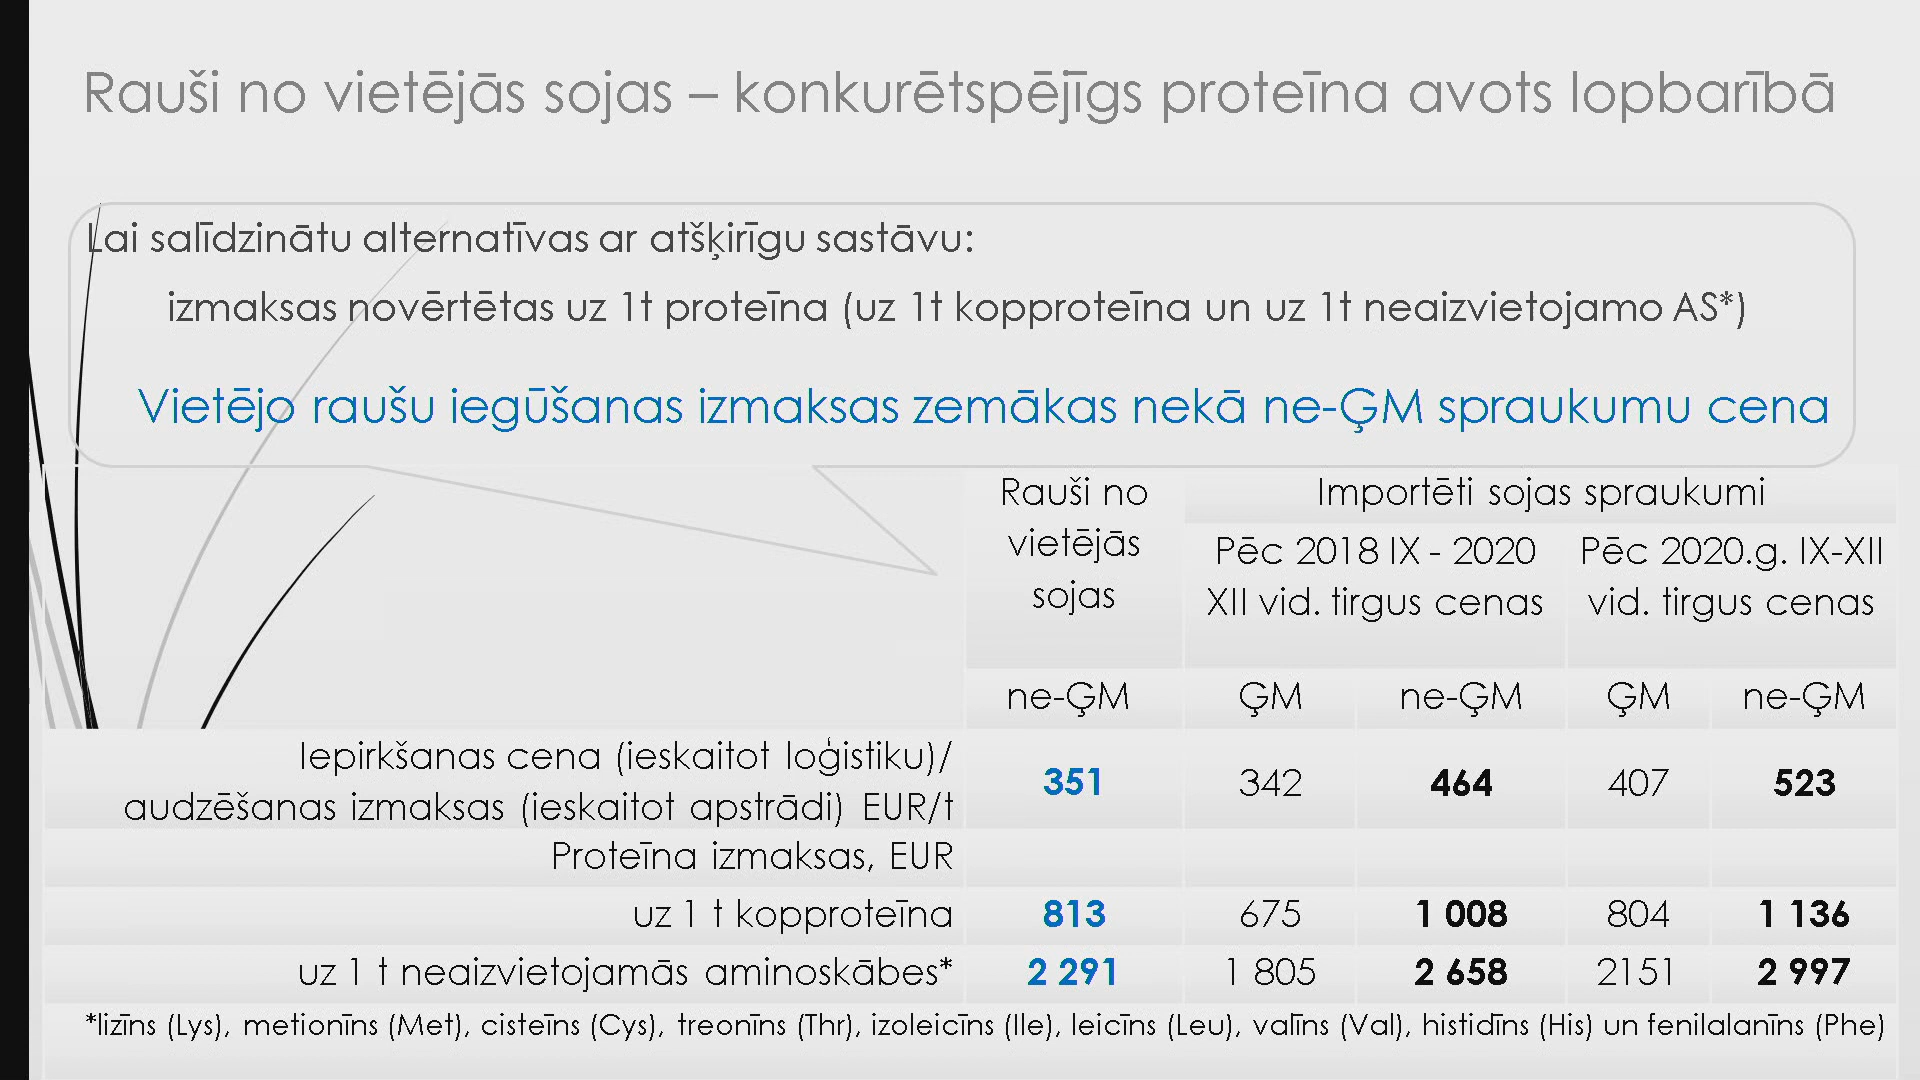 Rauši no vietējās sojas – konkurētspējīgs proteīna avots lopbarībā
Lai salīdzinātu alternatīvas ar atšķirīgu sastāvu:
izmaksas novērtētas uz 1t proteīna (uz 1t kopproteīna un uz 1t neaizvietojamo AS*)
Vietējo raušu iegūšanas izmaksas zemākas nekā ne-ĢM spraukumu cena
Rauši no vietējās sojas
Importēti sojas spraukumi
Pēc 2018 IX - 2020 XII vid. tirgus cenas
Pēc 2020.g. IX-XII vid. tirgus cenas
ne-ĢM ĢM ne-ĢM ĢM ne-ĢM
Iepirkšanas cena (ieskaitot loģistiku)/
audzēšanas izmaksas (ieskaitot apstrādi) EUR/t
351 342 464 407 523
Proteīna izmaksas, EUR
uz 1 t kopproteīna 813 675 1 008 804 1 136
uz 1 t neaizvietojamās aminoskābes* 2 291 1 805 2 658 2151 2 997
*lizīns (Lys), metionīns (Met), cisteīns (Cys), treonīns (Thr), izoleicīns (Ile), leicīns (Leu), valīns (Val), histidīns (His) un fenilalanīns (Phe)